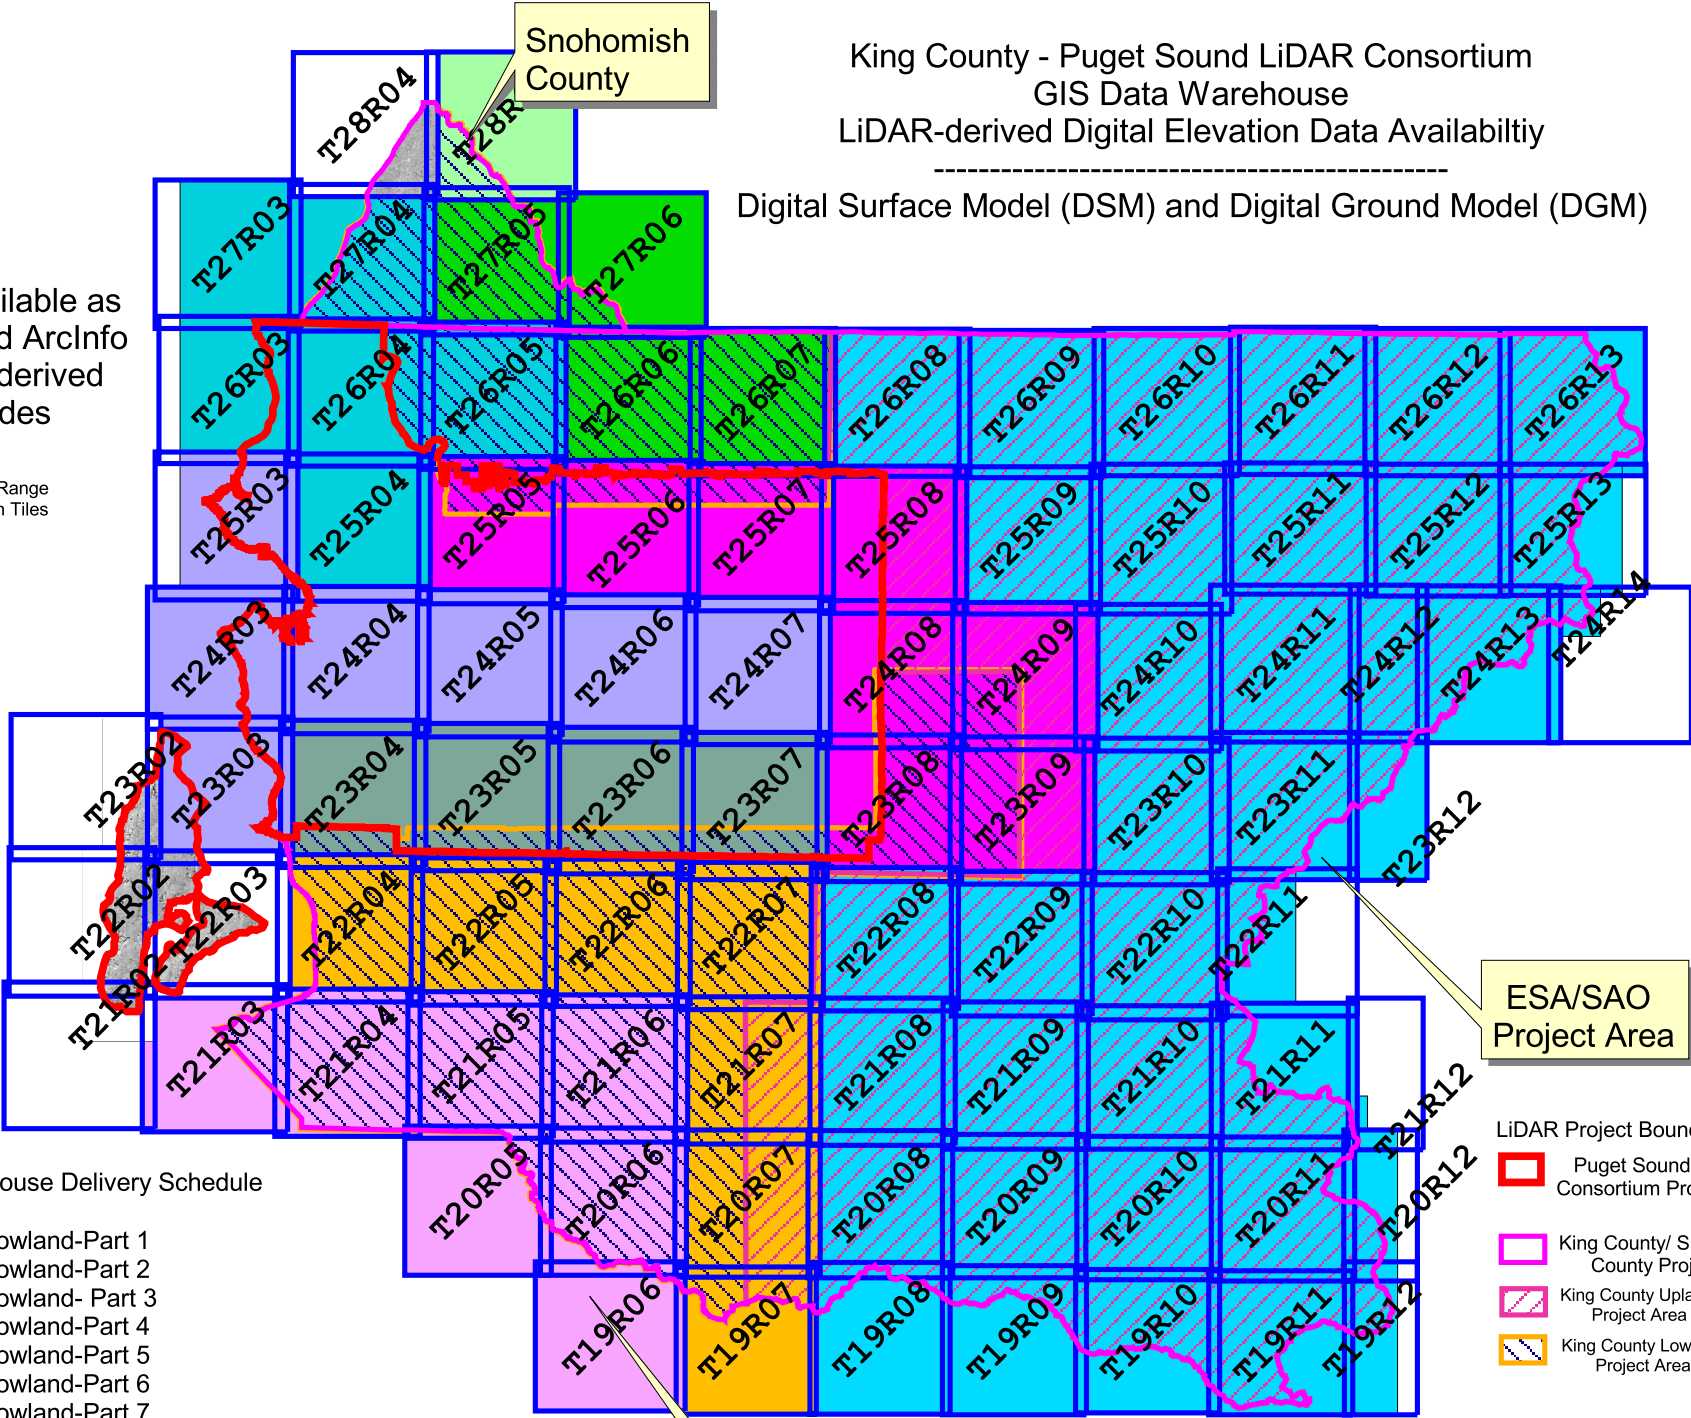 Snohomish
County
King County - Puget Sound LiDAR Consortium
GIS Data Warehouse
LiDAR-derived Digital Elevation Data Availabiltiy
-----------------------------------------------
Digital Surface Model (DSM) and Digital Ground Model (DGM)
T28R04
T28R
T27R03
T27R04
T27R05
T27R06
ilable as
d ArcInfo
derived
des
Range
n Tiles
T26R03
T26R04
T26R05
T26R06
T26R07
T26R08
T26R09
T26R10
T26R11
T26R12
T26R13
T25R03
T25R04
T25R05
T25R06
T25R07
T25R08
T25R09
T25R10
T25R11
T25R12
T25R13
T24R03
T24R04
T24R05
T24R06
T24R07
T24R08
T24R09
T24R10
T24R11
T24R12
T24R13
T24R14
T23R02
T23R03
T23R04
T23R05
T23R06
T23R07
T23R08
T23R09
T23R10
T23R11
T23R12
T22R02
T22R03
T22R04
T22R05
T22R06
T22R07
T22R08
T22R09
T22R10
T22R11
T21R02
T21R03
T21R04
T21R05
T21R06
T21R07
T21R08
T21R09
T21R10
T21R11
T21R12
T20R05
T20R06
T20R07
T20R08
T20R09
T20R10
T20R11
T20R12
T19R06
T19R07
T19R08
T19R09
T19R10
T19R11
T19R12
ESA/SAO
Project Area
ouse Delivery Schedule
owland-Part 1
owland-Part 2
owland- Part 3
owland-Part 4
owland-Part 5
owland-Part 6
owland-Part 7
LiDAR Project Boun
Puget Sound
Consortium Pro
King County/ S
County Proj
King County Upla
Project Area
King County Low
Project Area